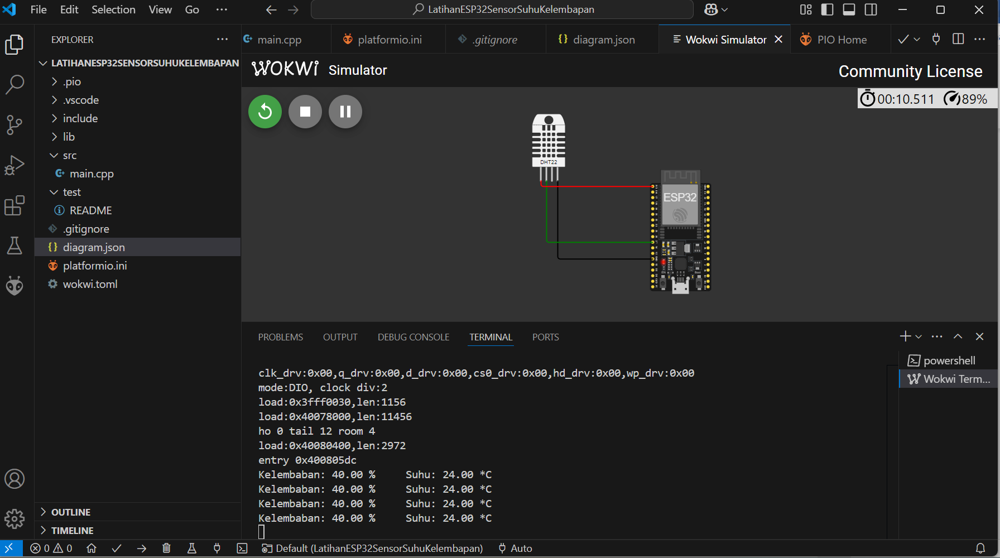 File Edit Selection View Go ··· LatihanESP32SensorSuhuKelembapan
EXPLORER
main.cpp platformio.ini .gitignore {} diagram.json Wokwi Simulator PIO Home
LATIHANESP32SENSORSUHUKELEMBAPAN
.pio
.vscode
include
lib
src
main.cpp
test
README
.gitignore
{} diagram.json
platformio.ini
wokwi.toml
OUTLINE
TIMELINE
WOKWi Simulator
Community License
00:10.511 89%
DHT22
ESP32
PROBLEMS OUTPUT DEBUG CONSOLE TERMINAL PORTS
clk_drv:0x00,q_drv:0x00,d_drv:0x00,cs0_drv:0x00,hd_drv:0x00,wp_drv:0x00
mode:DIO, clock div:2
load:0x3fff0030,len:1156
load:0x40078000,len:11456
ho 0 tail 12 room 4
load:0x40080400,len:2972
entry 0x400805dc
Kelembaban: 40.00 % Suhu: 24.00 *C
Kelembaban: 40.00 % Suhu: 24.00 *C
Kelembaban: 40.00 % Suhu: 24.00 *C
Kelembaban: 40.00 % Suhu: 24.00 *C
powershell
Wokwi Term...
0 0 Default (LatihanESP32SensorSuhuKelembapan) Auto